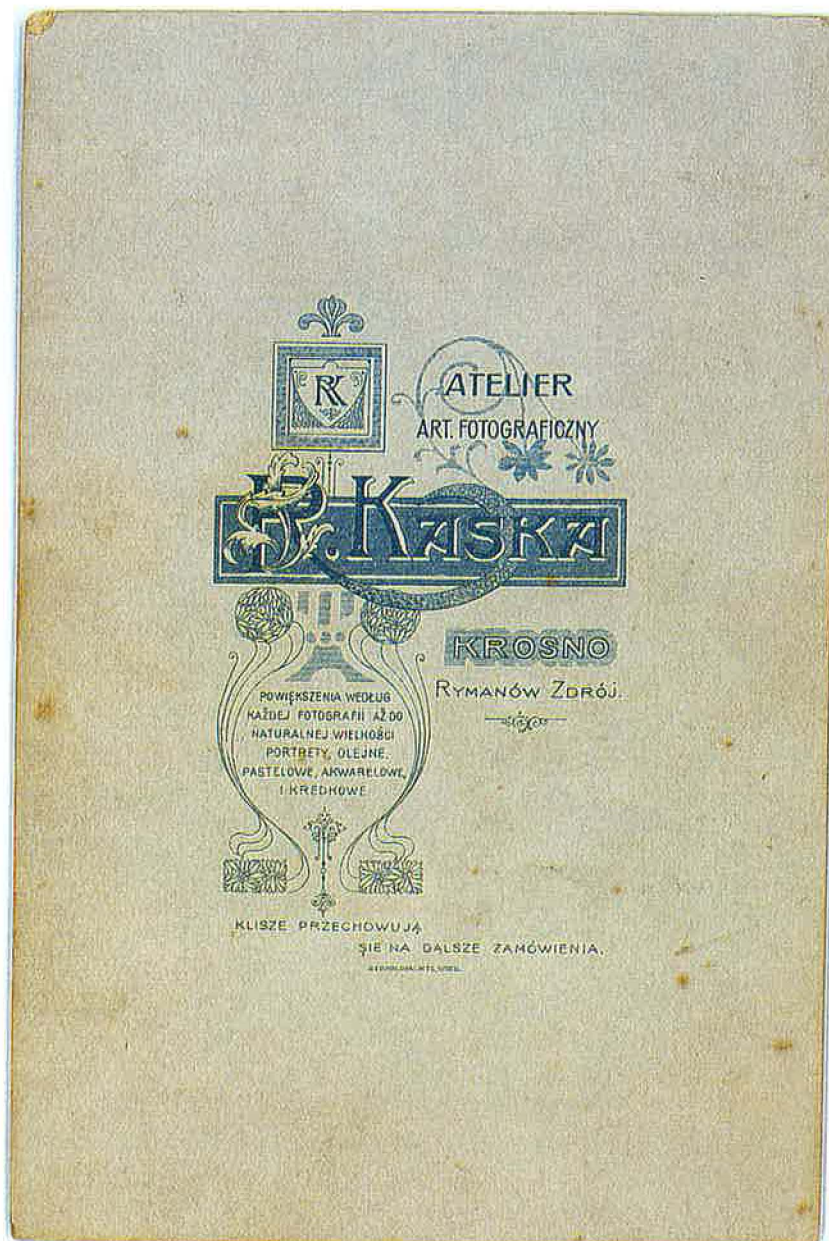 RK
ATELIER
ART. FOTOGRAFICZNY
R. KASKA
KROSNO
RYMANÓW ZDRÓJ.
POWIĘKSZENIA WEDŁUG
KAŻDEJ FOTOGRAFII AŻ DO
NATURALNEJ WIELKOŚCI
PORTRETY, OLEJNE,
PASTELOWE, AKWARELOWE,
I KREDKOWE
KLISZE PRZECHOWUJĄ
SIĘ NA DALSZE ZAMÓWIENIA.